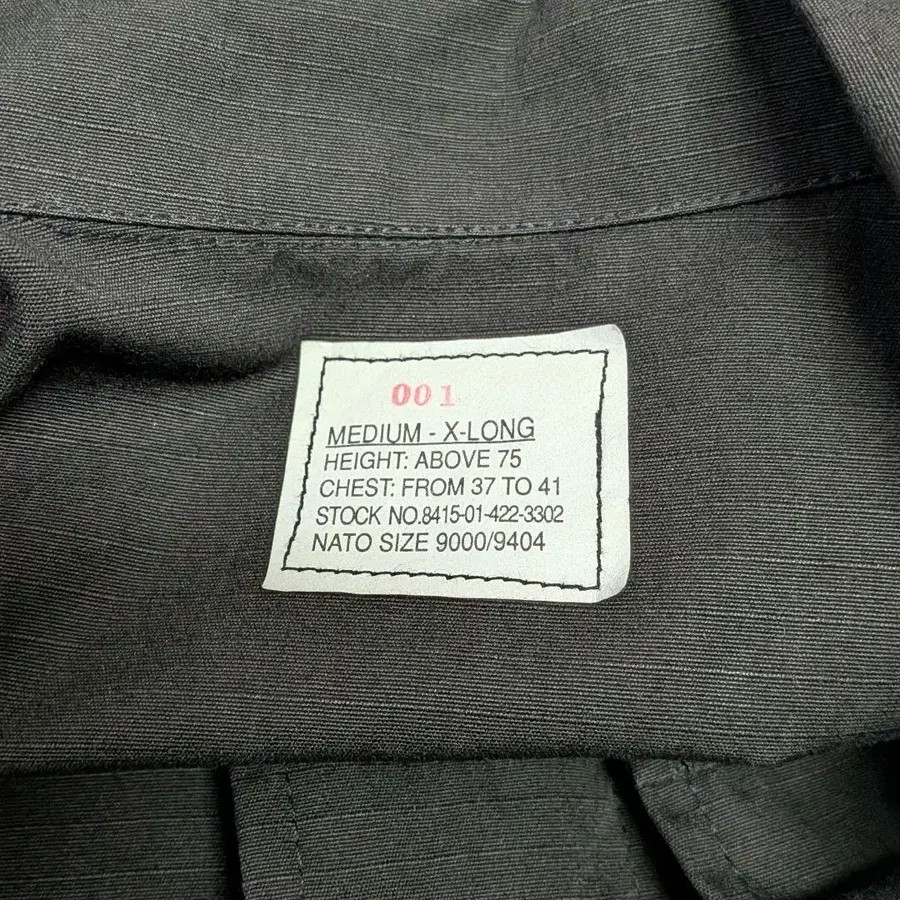 001
MEDIUM - X-LONG
HEIGHT: ABOVE 75
CHEST: FROM 37 TO 41
STOCK NO.8415-01-422-3302
NATO SIZE 9000/9404